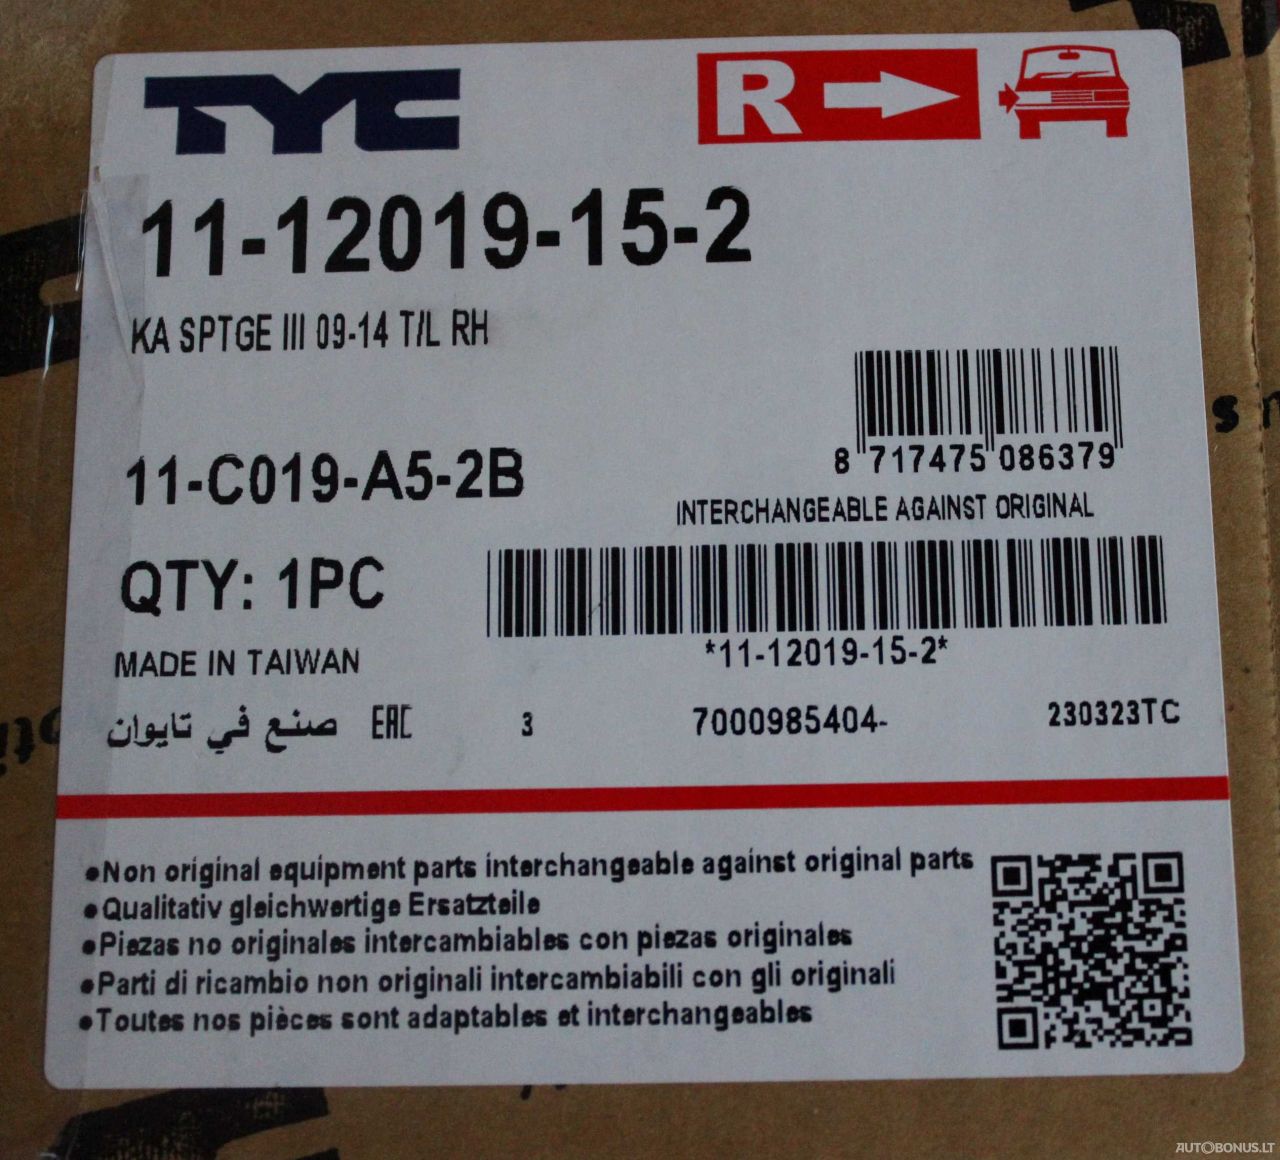 TYC
R
11-12019-15-2
KA SPTGE III 09-14 T/L RH
8 717475 086379
11-C019-A5-2B
INTERCHANGEABLE AGAINST ORIGINAL
QTY: 1PC
*11-12019-15-2*
MADE IN TAIWAN
صنع في تايوان EAC 3 7000985404- 230323TC
•Non original equipment parts interchangeable against original parts
•Qualitativ gleichwertige Ersatzteile
•Piezas no originales intercambiables con piezas originales
•Parti di ricambio non originali intercambiabili con gli originali
•Toutes nos pièces sont adaptables et interchangeables
AUTOBONUS.LT